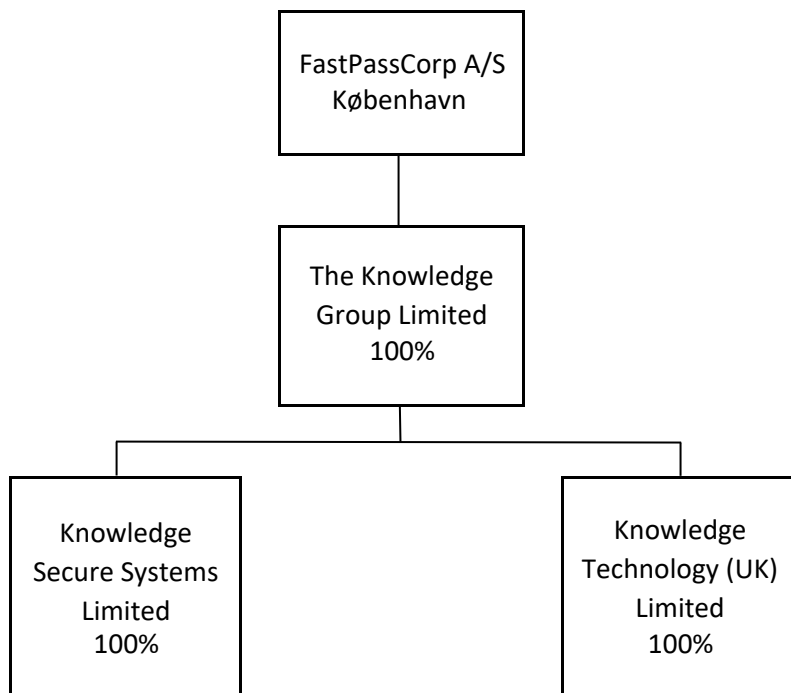 FastPassCorp A/S
København
The Knowledge
Group Limited
100%
Knowledge
Secure Systems
Limited
100%
Knowledge
Technology (UK)
Limited
100%